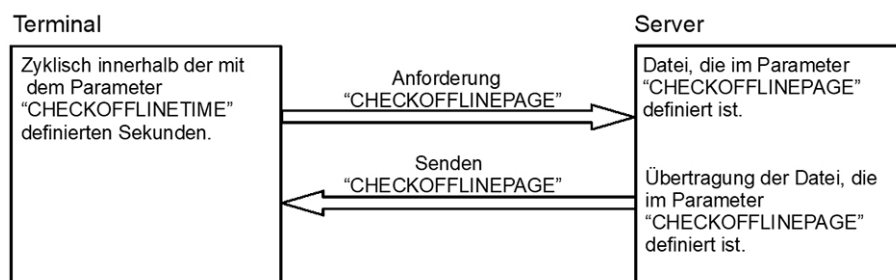 Terminal
Server
Zyklisch innerhalb der mit
dem Parameter
“CHECKOFFLINETIME”
definierten Sekunden.
Anforderung
“CHECKOFFLINEPAGE”
Datei, die im Parameter
“CHECKOFFLINEPAGE”
definiert ist.
Senden
“CHECKOFFLINEPAGE”
Übertragung der Datei, die
im Parameter
“CHECKOFFLINEPAGE”
definiert ist.